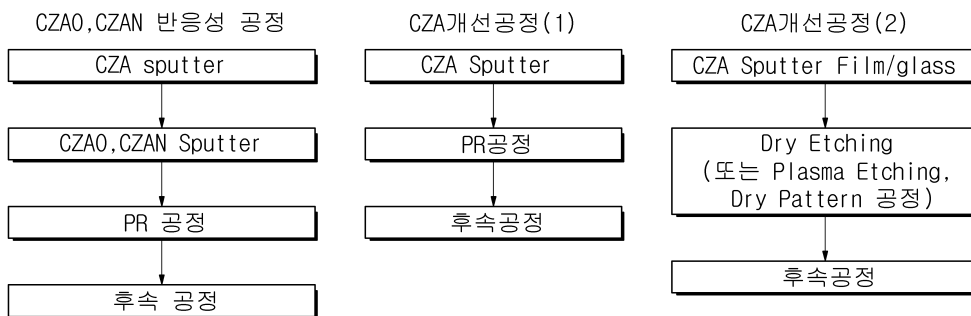 CZAO,CZAN 반응성 공정
CZA sputter
CZAO,CZAN Sputter
PR 공정
후속 공정
CZA개선공정(1)
CZA Sputter
PR공정
후속공정
CZA개선공정(2)
CZA Sputter Film/glass
Dry Etching
(또는 Plasma Etching,
Dry Pattern 공정)
후속공정